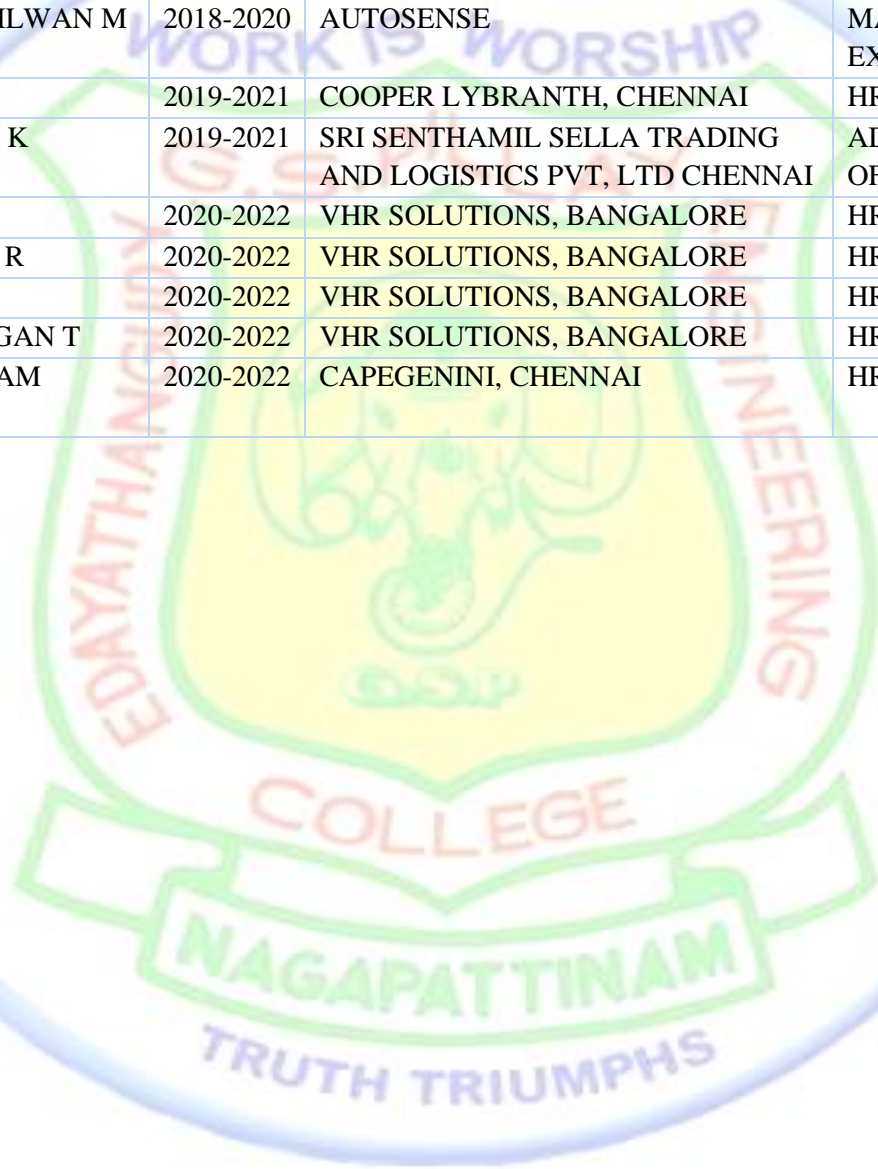 ILWAN M 2018-2020 AUTOSENSE MA
EX
2019-2021 COOPER LYBRANTH, CHENNAI HR
K 2019-2021 SRI SENTHAMIL SELLA TRADING AD
AND LOGISTICS PVT, LTD CHENNAI OF
2020-2022 VHR SOLUTIONS, BANGALORE HR
R 2020-2022 VHR SOLUTIONS, BANGALORE HR
2020-2022 VHR SOLUTIONS, BANGALORE HR
GAN T 2020-2022 VHR SOLUTIONS, BANGALORE HR
AM 2020-2022 CAPEGENINI, CHENNAI HR
WORK IS WORSHIP
EDAYATHANGUDY G.S PILLAY ENGINEERING
G.S.P
COLLEGE
NAGAPATTINAM
TRUTH TRIUMPHS